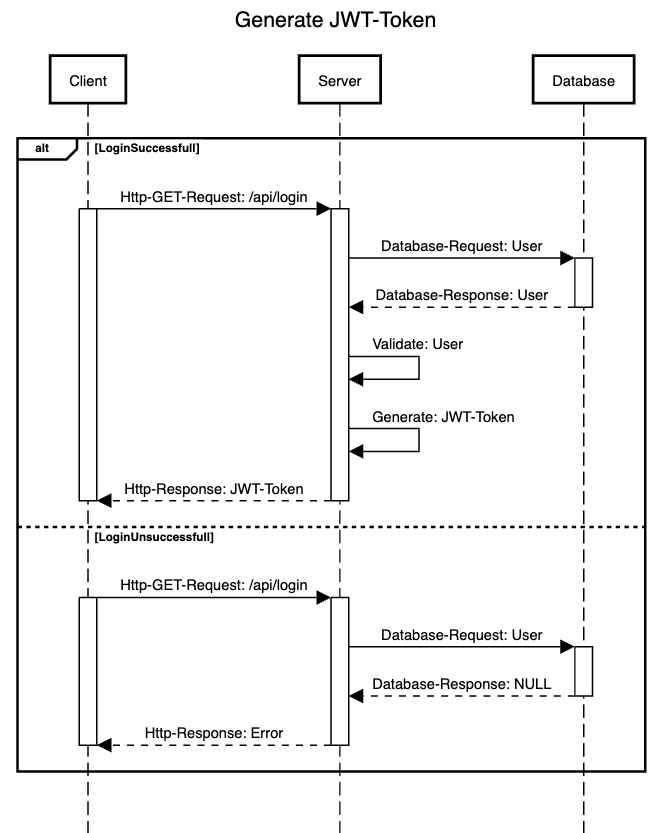 Generate JWT-Token
Client
Server
Database
alt
[LoginSuccessfull]
Http-GET-Request: /api/login
Database-Request: User
Database-Response: User
Validate: User
Generate: JWT-Token
Http-Response: JWT-Token
[LoginUnsuccessfull]
Http-GET-Request: /api/login
Database-Request: User
Database-Response: NULL
Http-Response: Error